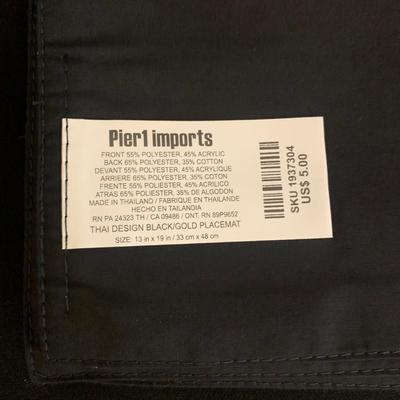 Pier1 imports
FRONT 55% POLYESTER, 45% ACRYLIC
BACK 65% POLYESTER, 35% COTTON
DEVANT 55% POLYESTER, 45% ACRYLIQUE
ARRIERE 65% POLYESTER, 35% COTON
FRENTE 55% POLIESTER, 45% ACRILICO
ATRAS 65% POLIESTER, 35% DE ALGODON
MADE IN THAILAND / FABRIQUE EN THAILANDE
HECHO EN TAILANDIA
RN PA 24323 TH / CA 09486 / ONT. RN 89P9652
THAI DESIGN BLACK/GOLD PLACEMAT
SIZE: 13 in x 19 in / 33 cm x 48 cm
SKU 1937304
US$ 5.00